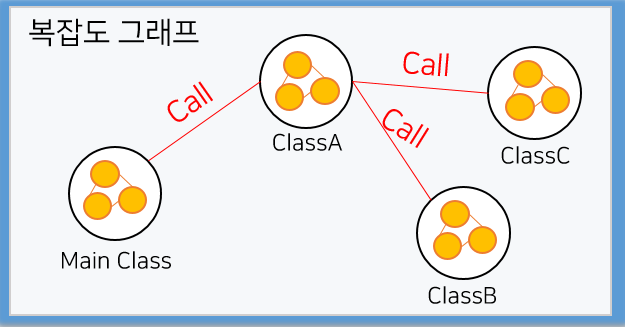 복잡도 그래프
Call
Call
Call
ClassA
ClassC
Main Class
ClassB